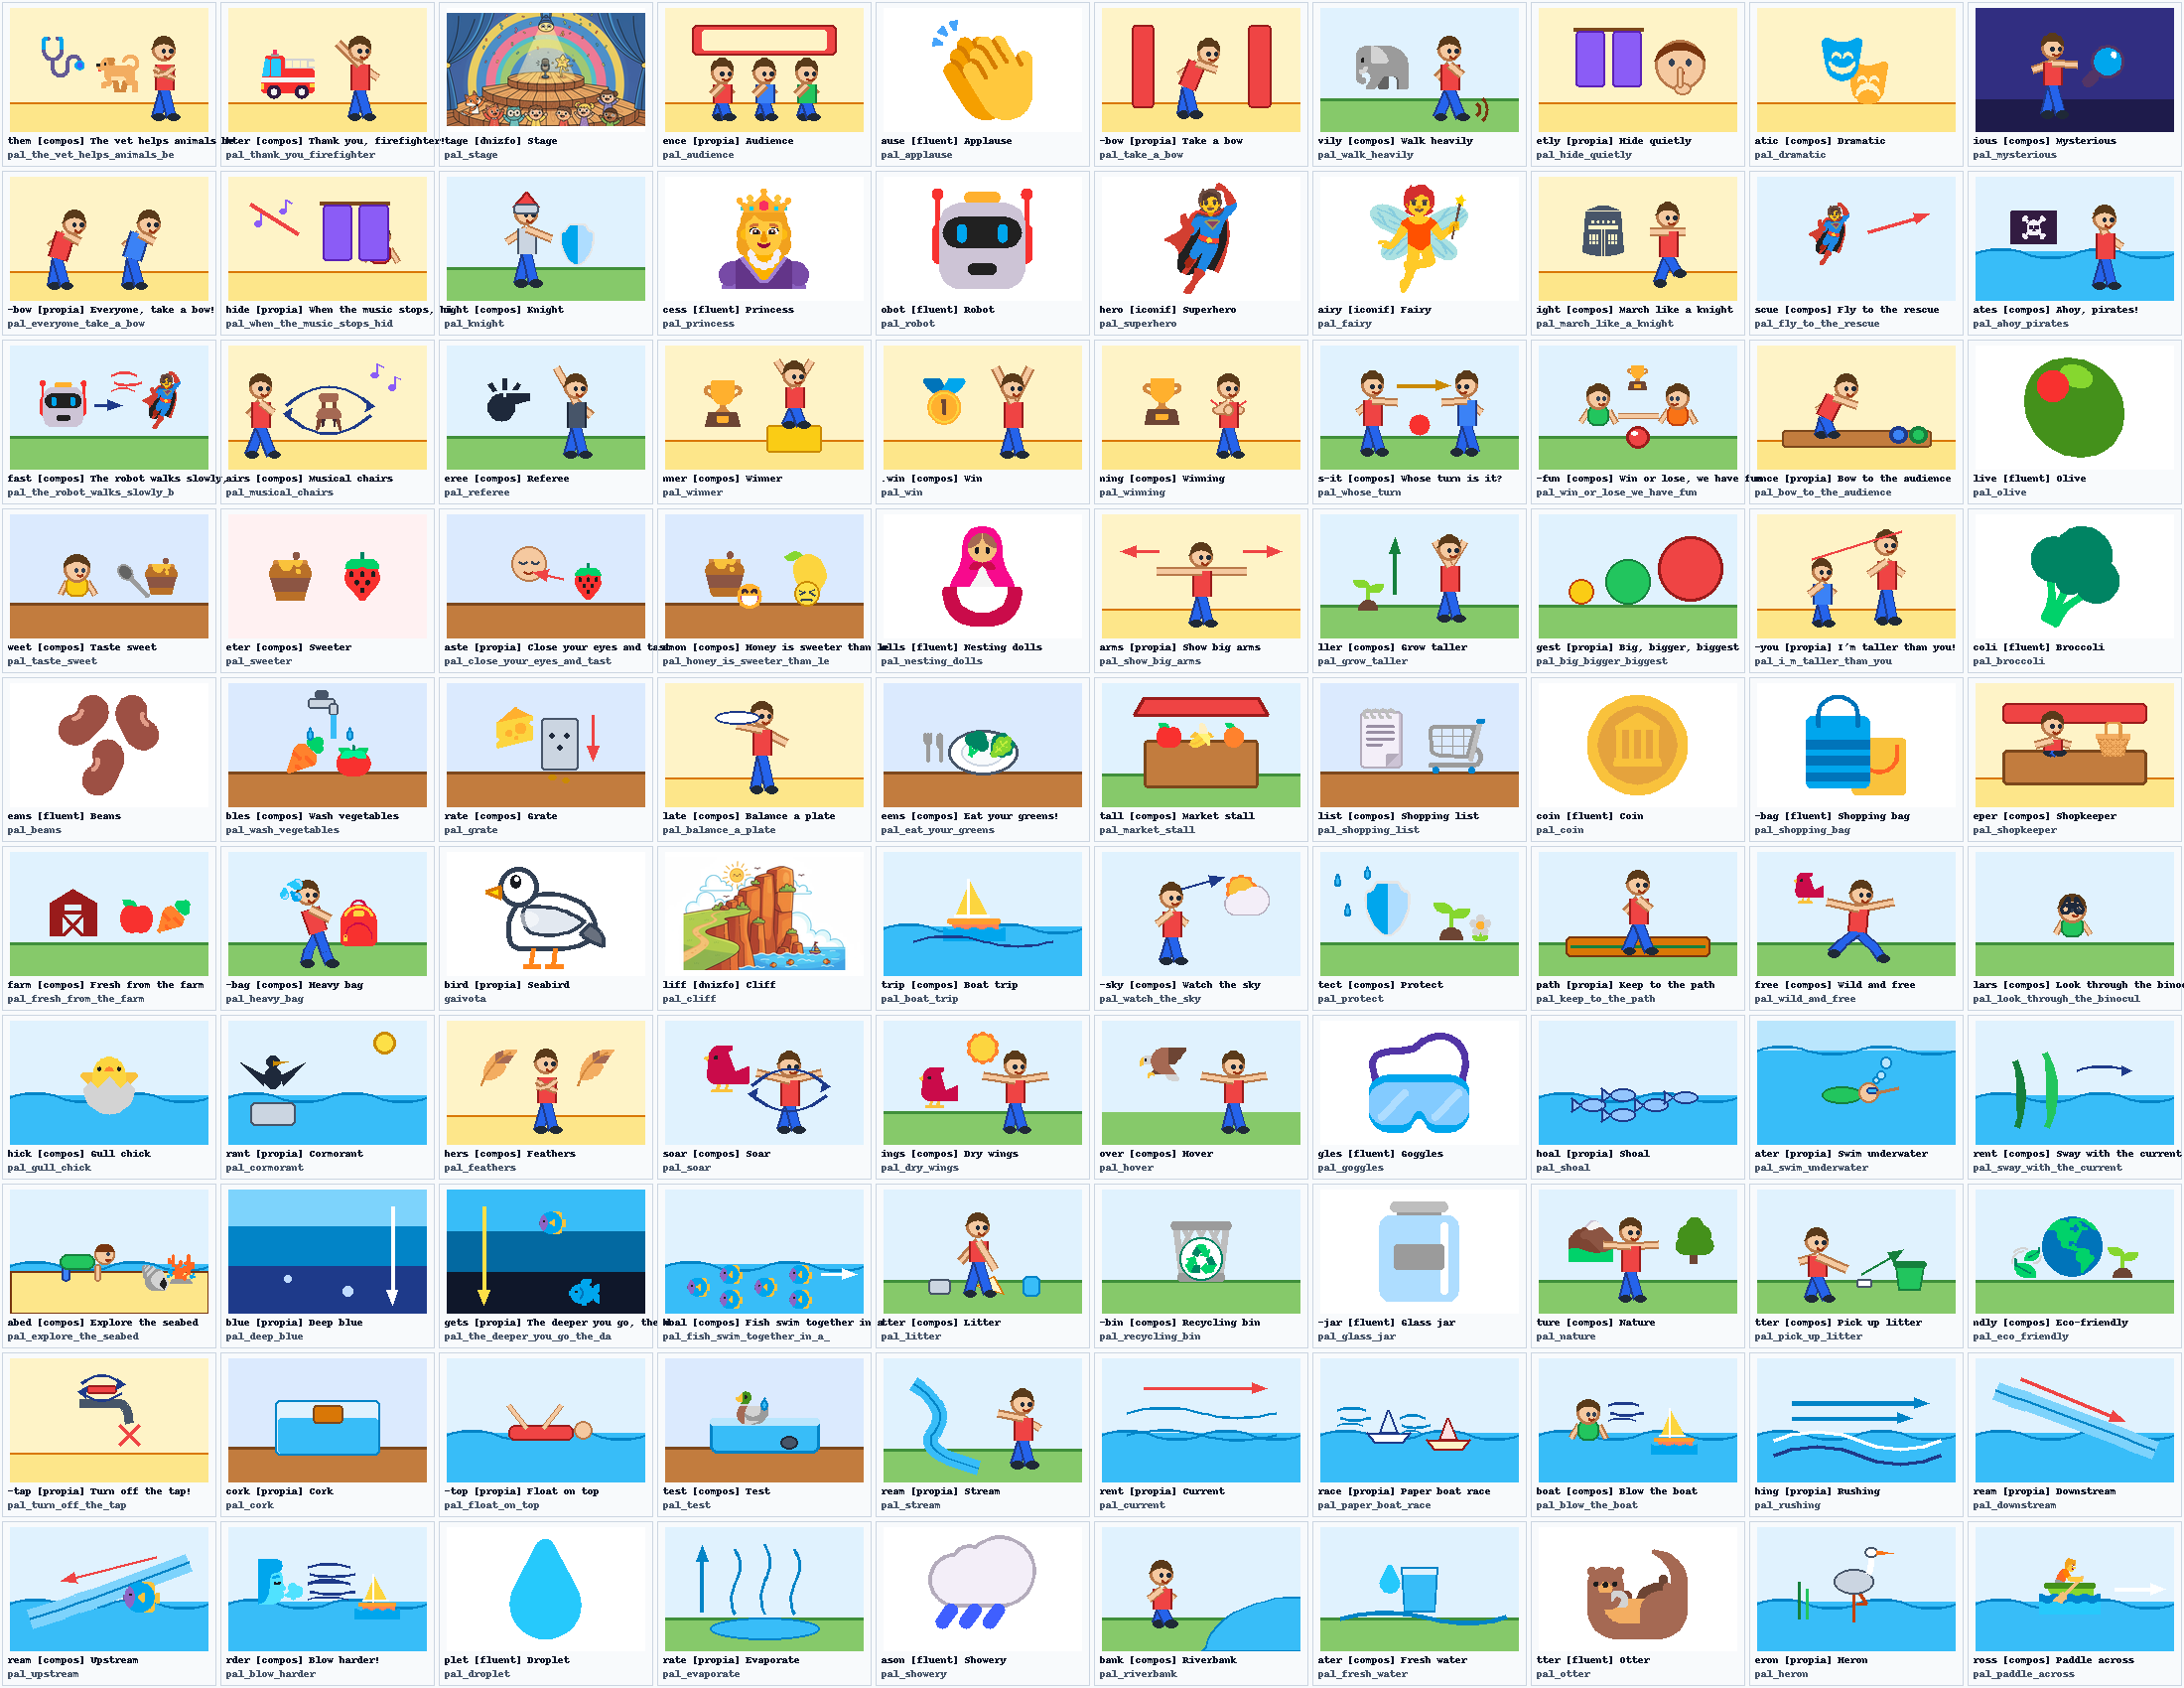 them [compos] The vet helps animals be
pal_the_vet_helps_animals_be
hter [compos] Thank you, firefighter!
pal_thank_you_firefighter
tage [dnizfo] Stage
pal_stage
ence [propia] Audience
pal_audience
ause [fluent] Applause
pal_applause
-bow [propia] Take a bow
pal_take_a_bow
vily [compos] Walk heavily
pal_walk_heavily
etly [propia] Hide quietly
pal_hide_quietly
atic [compos] Dramatic
pal_dramatic
ious [compos] Mysterious
pal_mysterious
-bow [propia] Everyone, take a bow!
pal_everyone_take_a_bow
hide [propia] When the music stops,
pal_when_the_music_stops_hid
ight [compos] Knight
pal_knight
cess [fluent] Princess
pal_princess
obot [fluent] Robot
pal_robot
hero [iconif] Superhero
pal_superhero
airy [iconif] Fairy
pal_fairy
ight [compos] March like a knight
pal_march_like_a_knight
scue [compos] Fly to the rescue
pal_fly_to_the_rescue
ates [compos] Ahoy, pirates!
pal_ahoy_pirates
fast [compos] The robot walks slowly,
pal_the_robot_walks_slowly_b
airs [compos] Musical chairs
pal_musical_chairs
eree [compos] Referee
pal_referee
nner [compos] Winner
pal_winner
.win [compos] Win
pal_win
ning [compos] Winning
pal_winning
s-it [compos] Whose turn is it?
pal_whose_turn
-fun [compos] Win or lose, we have fun
pal_win_or_lose_we_have_fun
ence [propia] Bow to the audience
pal_bow_to_the_audience
live [fluent] Olive
pal_olive
weet [compos] Taste sweet
pal_taste_sweet
eter [compos] Sweeter
pal_sweeter
aste [propia] Close your eyes and tast
pal_close_your_eyes_and_tast
emon [compos] Honey is sweeter than
pal_honey_is_sweeter_than_le
olls [fluent] Nesting dolls
pal_nesting_dolls
arms [propia] Show big arms
pal_show_big_arms
ller [compos] Grow taller
pal_grow_taller
gest [propia] Big, bigger, biggest
pal_big_bigger_biggest
-you [propia] I'm taller than you!
pal_i_m_taller_than_you
coli [fluent] Broccoli
pal_broccoli
eans [fluent] Beans
pal_beans
bles [compos] Wash vegetables
pal_wash_vegetables
rate [compos] Grate
pal_grate
late [compos] Balance a plate
pal_balance_a_plate
eens [compos] Eat your greens!
pal_eat_your_greens
tall [compos] Market stall
pal_market_stall
list [compos] Shopping list
pal_shopping_list
coin [fluent] Coin
pal_coin
-bag [fluent] Shopping bag
pal_shopping_bag
eper [compos] Shopkeeper
pal_shopkeeper
farm [compos] Fresh from the farm
pal_fresh_from_the_farm
-bag [compos] Heavy bag
pal_heavy_bag
bird [propia] Seabird
gaivota
liff [dnizfo] Cliff
pal_cliff
trip [compos] Boat trip
pal_boat_trip
-sky [compos] Watch the sky
pal_watch_the_sky
tect [compos] Protect
pal_protect
path [propia] Keep to the path
pal_keep_to_the_path
free [compos] Wild and free
pal_wild_and_free
lars [compos] Look through the bino
pal_look_through_the_binocul
hick [compos] Gull chick
pal_gull_chick
rant [propia] Cormorant
pal_cormorant
hers [compos] Feathers
pal_feathers
soar [compos] Soar
pal_soar
ings [compos] Dry wings
pal_dry_wings
over [compos] Hover
pal_hover
gles [fluent] Goggles
pal_goggles
hoal [propia] Shoal
pal_shoal
ater [propia] Swim underwater
pal_swim_underwater
rent [compos] Sway with the current
pal_sway_with_the_current
abed [compos] Explore the seabed
pal_explore_the_seabed
blue [propia] Deep blue
pal_deep_blue
gets [propia] The deeper you go, the
pal_the_deeper_you_go_the_da
hoal [compos] Fish swim together in a
pal_fish_swim_together_in_a_
tter [compos] Litter
pal_litter
-bin [compos] Recycling bin
pal_recycling_bin
-jar [fluent] Glass jar
pal_glass_jar
ture [compos] Nature
pal_nature
tter [compos] Pick up litter
pal_pick_up_litter
ndly [compos] Eco-friendly
pal_eco_friendly
-tap [propia] Turn off the tap!
pal_turn_off_the_tap
cork [propia] Cork
pal_cork
-top [propia] Float on top
pal_float_on_top
test [compos] Test
pal_test
ream [propia] Stream
pal_stream
rent [propia] Current
pal_current
race [propia] Paper boat race
pal_paper_boat_race
boat [compos] Blow the boat
pal_blow_the_boat
hing [propia] Rushing
pal_rushing
ream [propia] Downstream
pal_downstream
ream [compos] Upstream
pal_upstream
rder [compos] Blow harder!
pal_blow_harder
plet [fluent] Droplet
pal_droplet
rate [propia] Evaporate
pal_evaporate
ason [fluent] Showery
pal_showery
bank [compos] Riverbank
pal_riverbank
ater [compos] Fresh water
pal_fresh_water
tter [fluent] Otter
pal_otter
eron [propia] Heron
pal_heron
ross [compos] Paddle across
pal_paddle_across